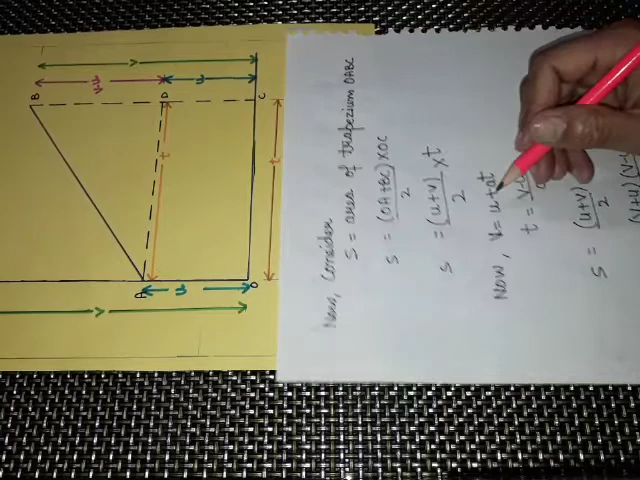 Now, Consider
S = area of trapezium OABC
S = (OA+BC) X OC
2
S = (u+v) x t
2
Now, V = u + at
t = V-u
a
S = (u+v)
2
(V+u) (V-u
B
D
C
A
O
v
v-u
u
t
t
u
v